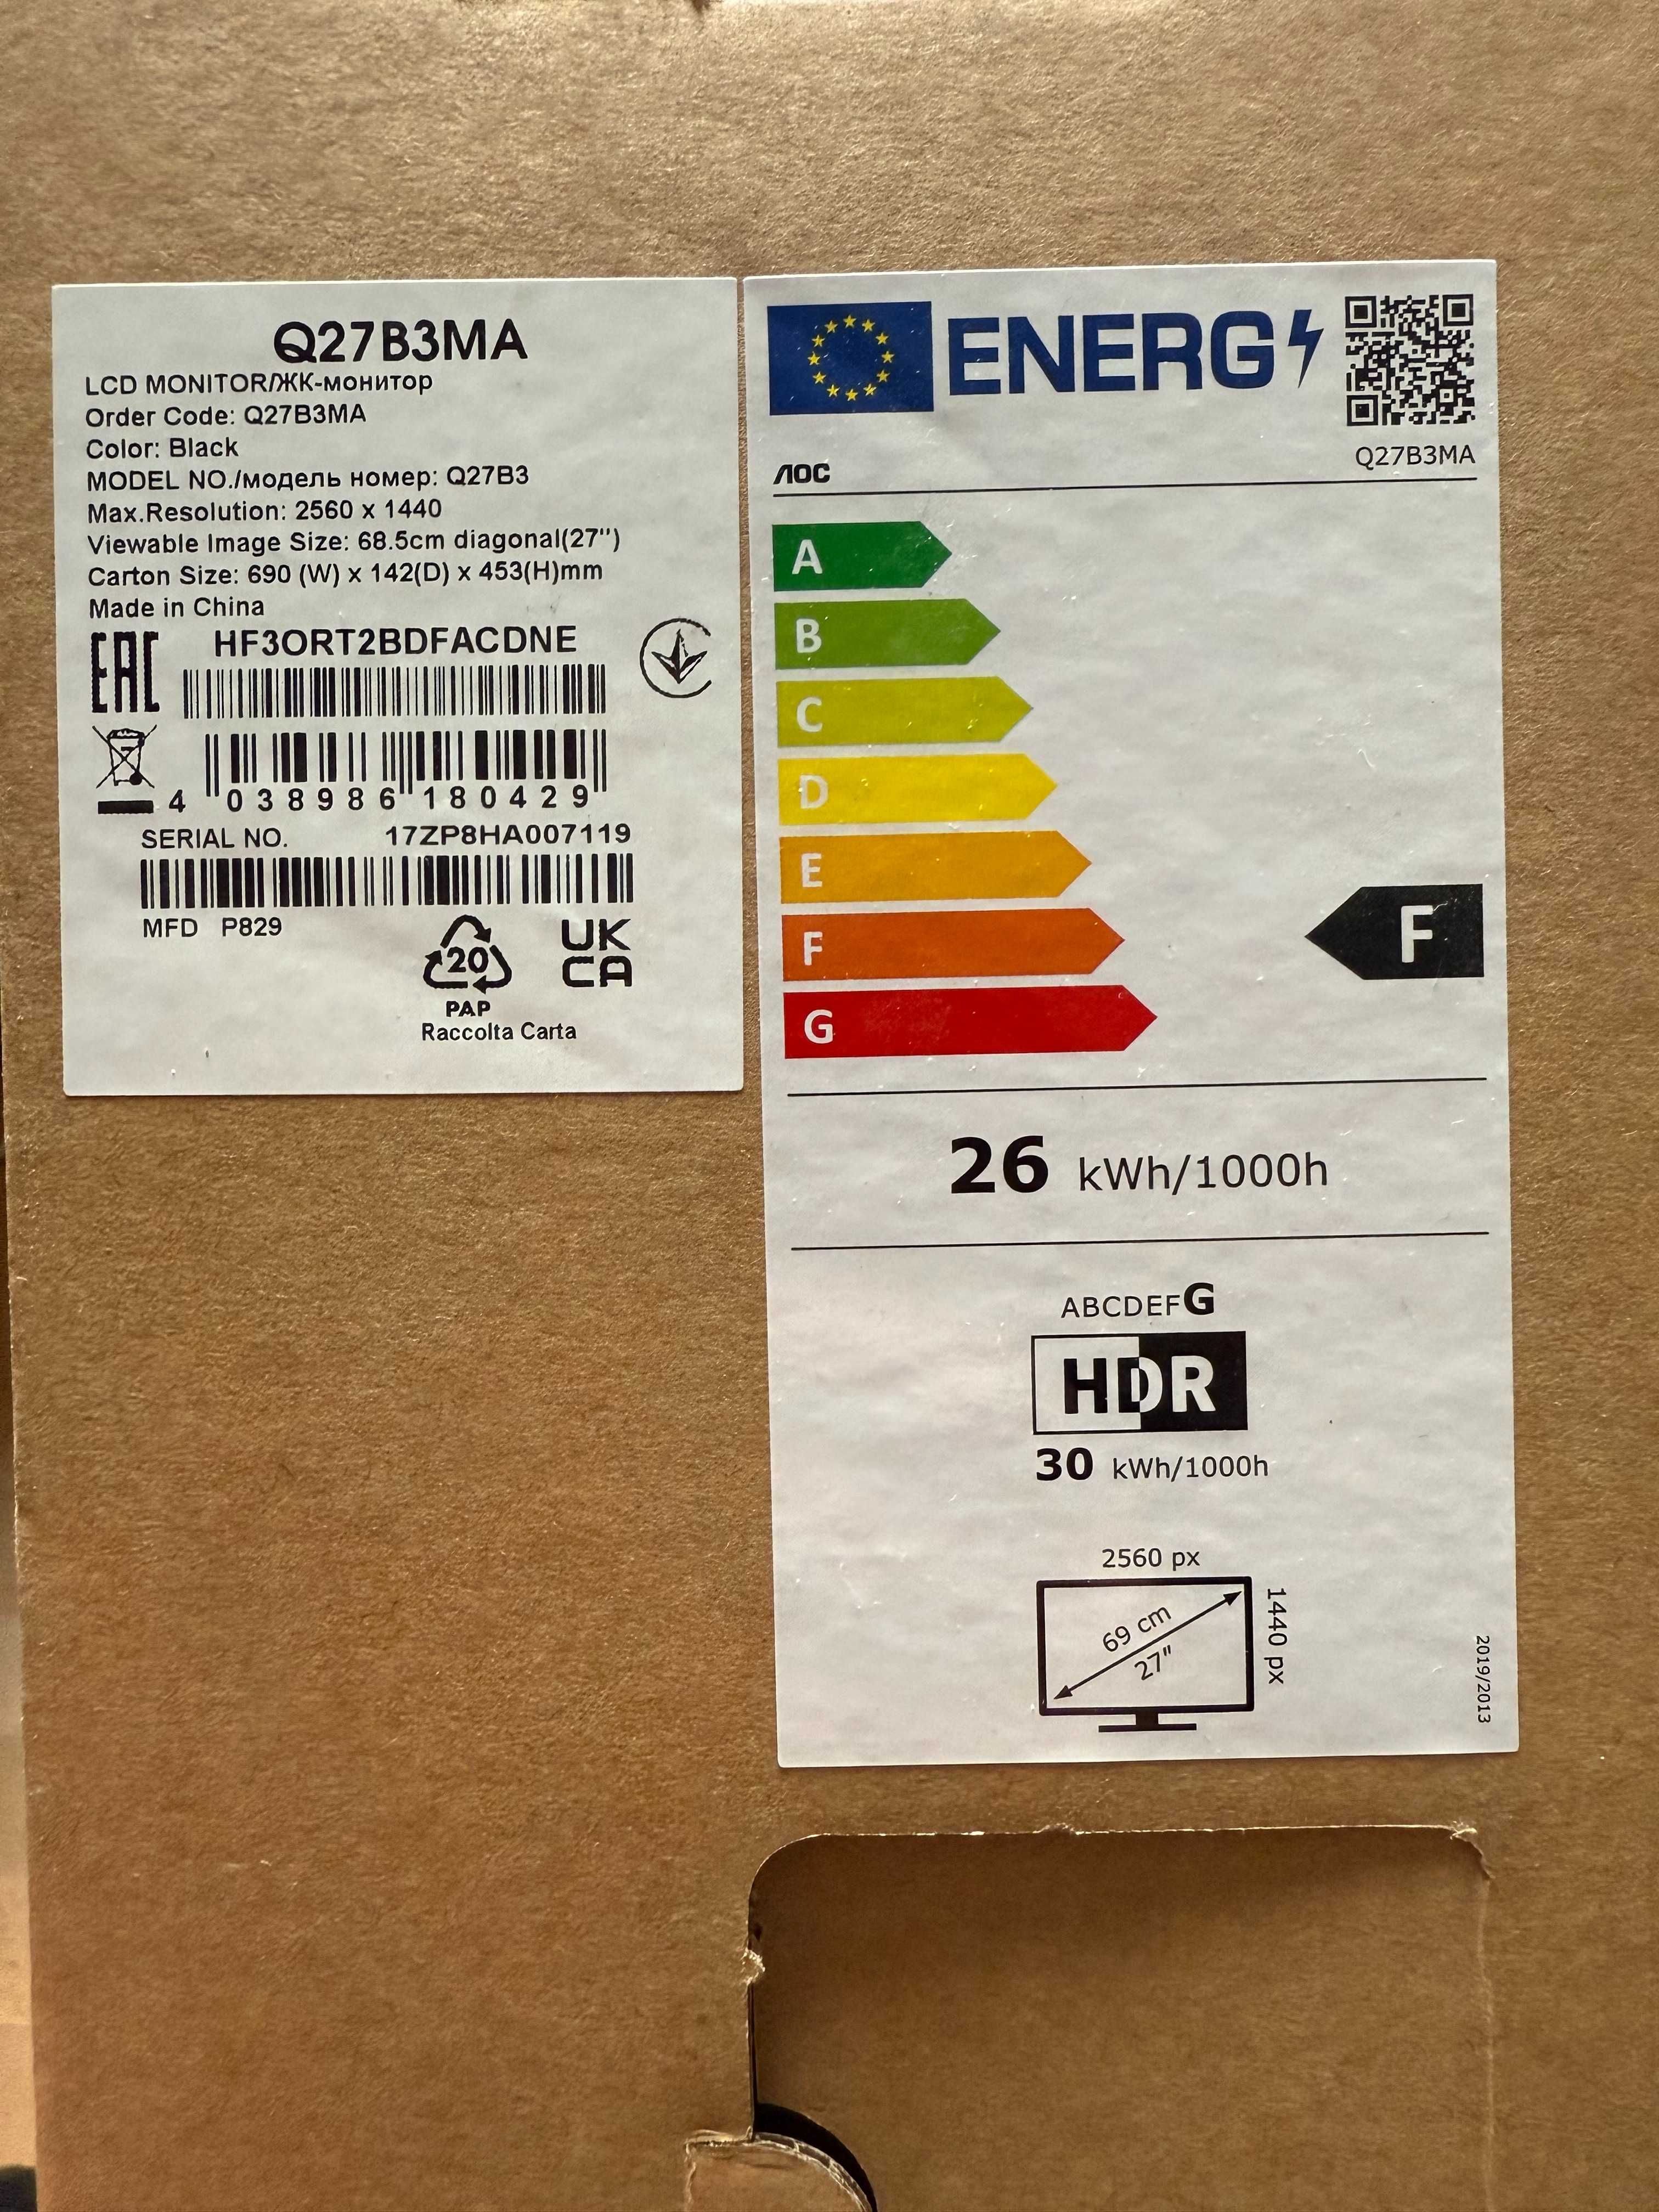 Q27B3MA
LCD MONITOR/ЖК-монитор
Order Code: Q27B3MA
Color: Black
MODEL NO./модель номер: Q27B3
Max.Resolution: 2560 x 1440
Viewable Image Size: 68.5cm diagonal(27")
Carton Size: 690 (W) x 142(D) x 453(H)mm
Made in China
EAC
HF3ORT2BDFACDNE
4 038986 180429
SERIAL NO. 17ZP8HA007119
MFD P829
20
PAP
Raccolta Carta
UK
CA
ENERG
AOC
Q27B3MA
A
B
C
D
E
F
F
G
26 kWh/1000h
ABCDEFG
HDR
30 kWh/1000h
2560 px
1440 px
69 cm
27"
2019/2013